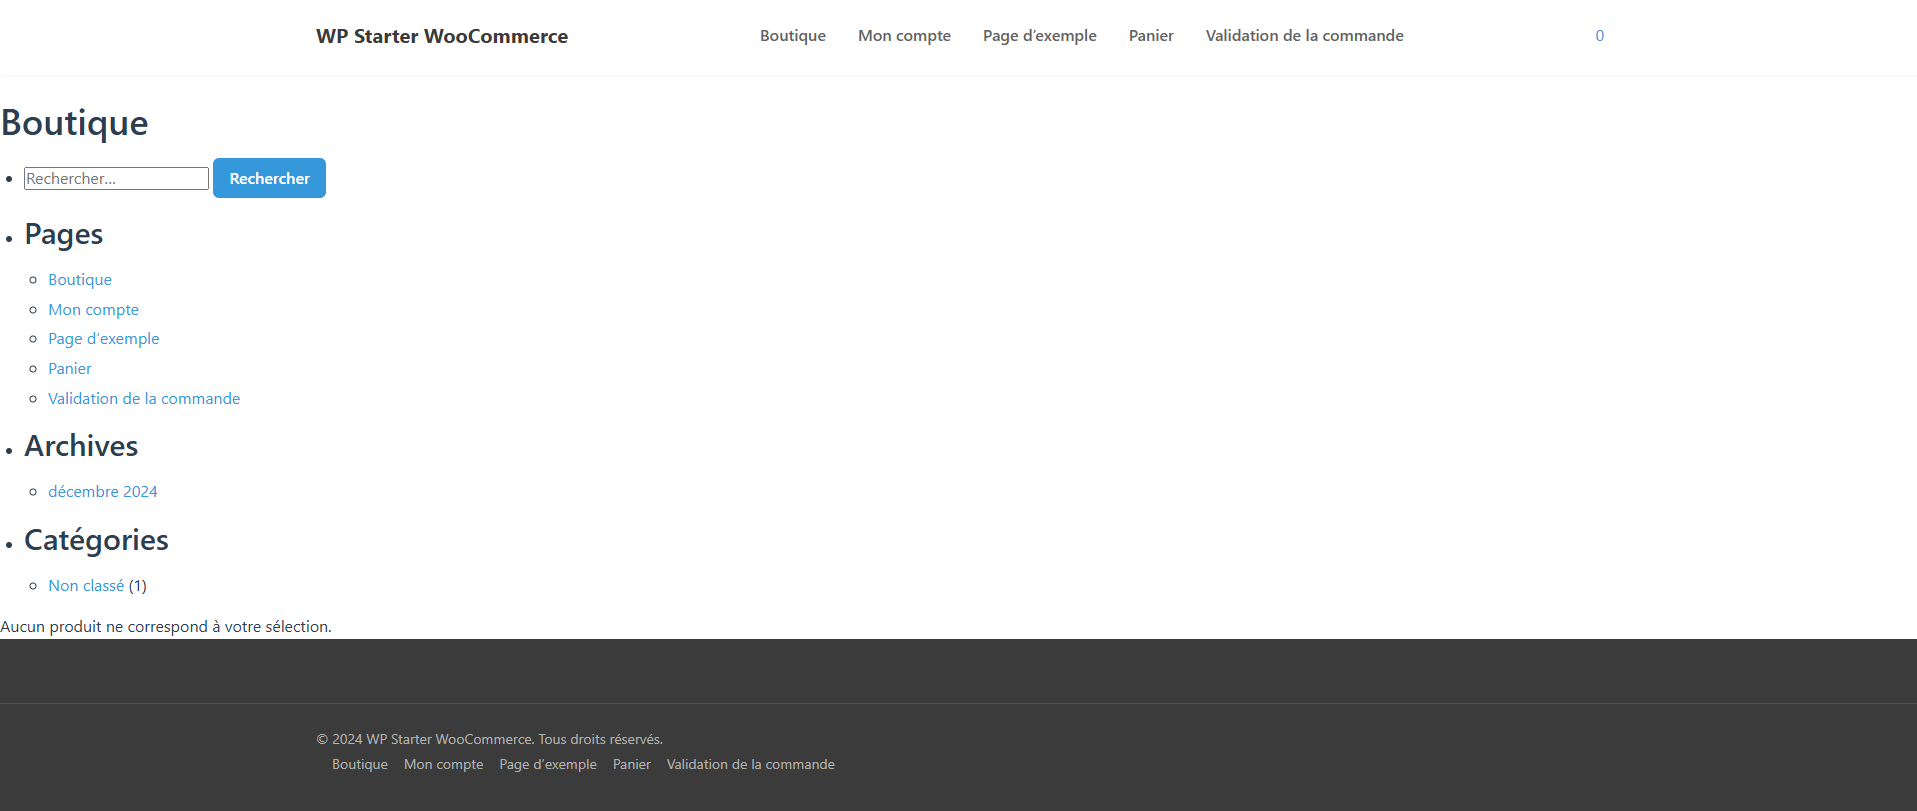 WP Starter WooCommerce Boutique Mon compte Page d’exemple Panier Validation de la commande 0
Boutique
Rechercher... Rechercher
Pages
Boutique
Mon compte
Page d’exemple
Panier
Validation de la commande
Archives
décembre 2024
Catégories
Non classé (1)
Aucun produit ne correspond à votre sélection.
© 2024 WP Starter WooCommerce. Tous droits réservés.
Boutique Mon compte Page d’exemple Panier Validation de la commande